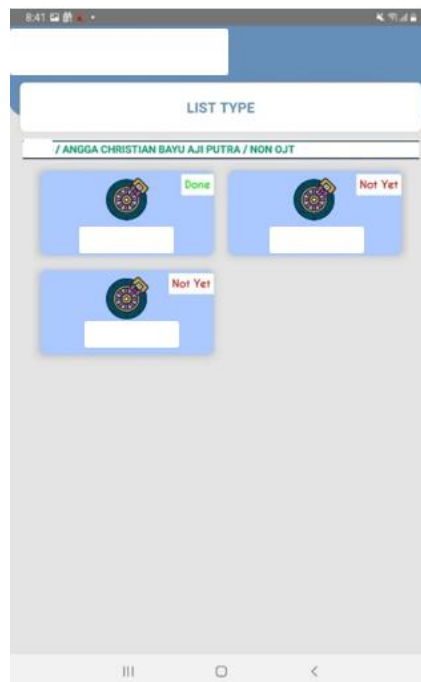 8:41
LIST TYPE
/ ANGGA CHRISTIAN BAYU AJI PUTRA / NON OJT
Done
Not Yet
Not Yet